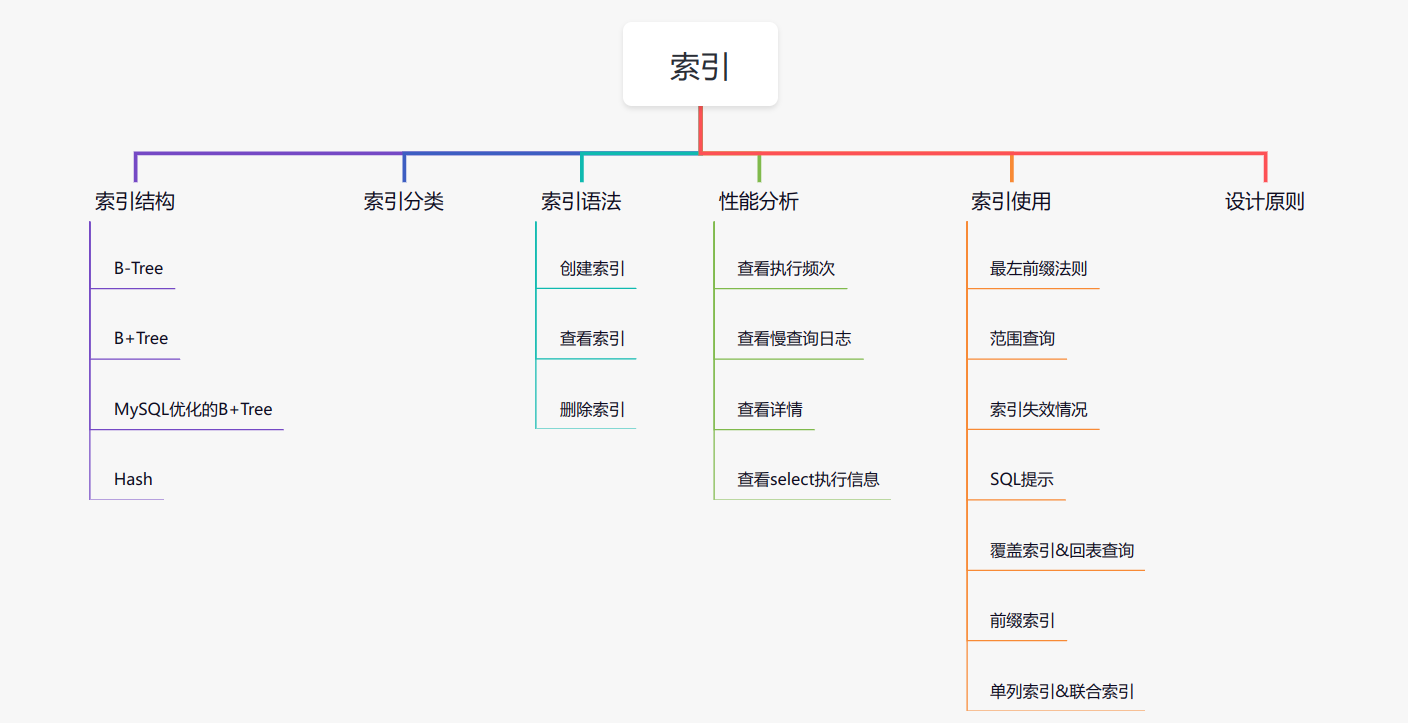 索引
索引结构
B-Tree
B+Tree
MySQL优化的B+Tree
Hash
索引分类
索引语法
创建索引
查看索引
删除索引
性能分析
查看执行频次
查看慢查询日志
查看详情
查看select执行信息
索引使用
最左前缀法则
范围查询
索引失效情况
SQL提示
覆盖索引&回表查询
前缀索引
单列索引&联合索引
设计原则